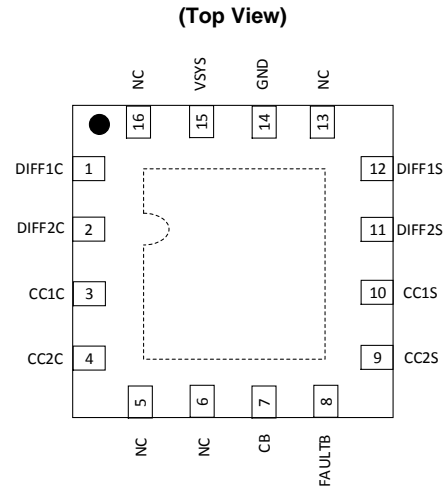 (Top View)
NC VSYS GND NC
16 15 14 13
DIFF1C 1 12 DIFF1S
DIFF2C 2 11 DIFF2S
CC1C 3 10 CC1S
CC2C 4 9 CC2S
5 6 7 8
NC NC CB FAULTB